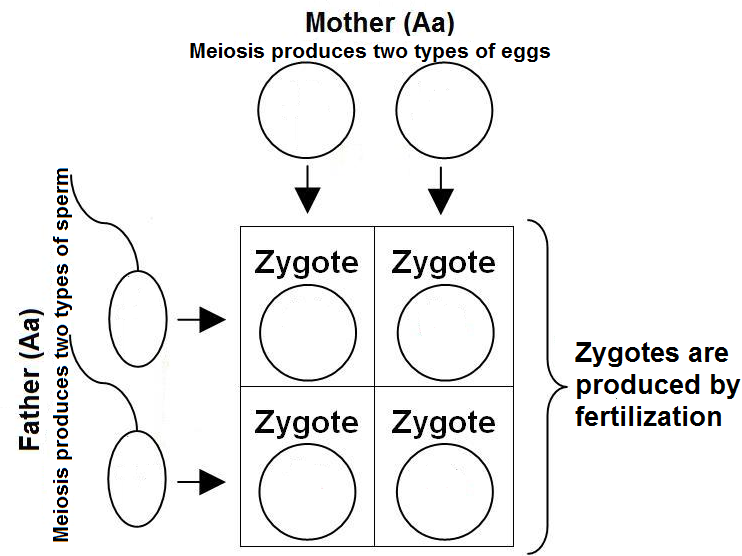 Mother (Aa)
Meiosis produces two types of eggs
Father (Aa)
Meiosis produces two types of sperm
Zygote Zygote
Zygote Zygote
Zygotes are
produced by
fertilization